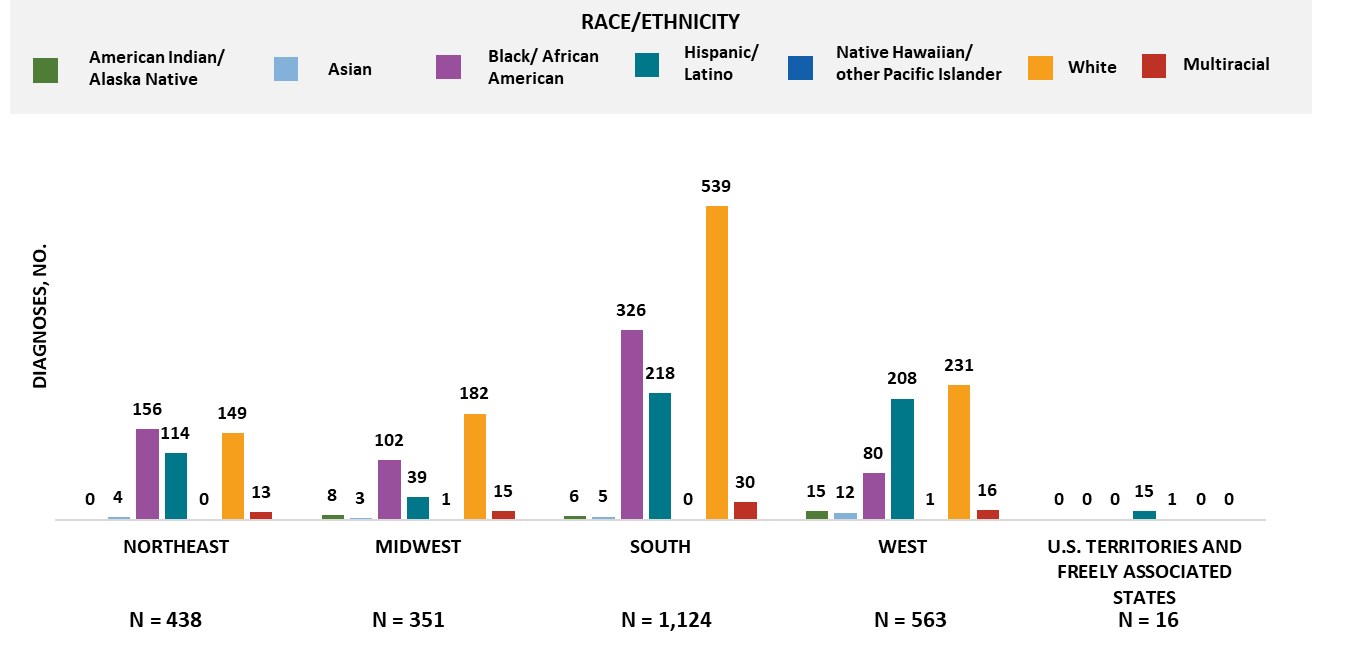 RACE/ETHNICITY
American Indian/
Alaska Native
Asian
Black/ African
American
Hispanic/
Latino
Native Hawaiian/
other Pacific Islander
White
Multiracial
DIAGNOSES, NO.
0 4 156 114 0 149 13
8 3 102 39 1 182 15
6 5 326 218 0 539 30
15 12 80 208 1 231 16
0 0 0 15 1 0 0
NORTHEAST
MIDWEST
SOUTH
WEST
U.S. TERRITORIES AND
FREELY ASSOCIATED
STATES
N = 438
N = 351
N = 1,124
N = 563
N = 16